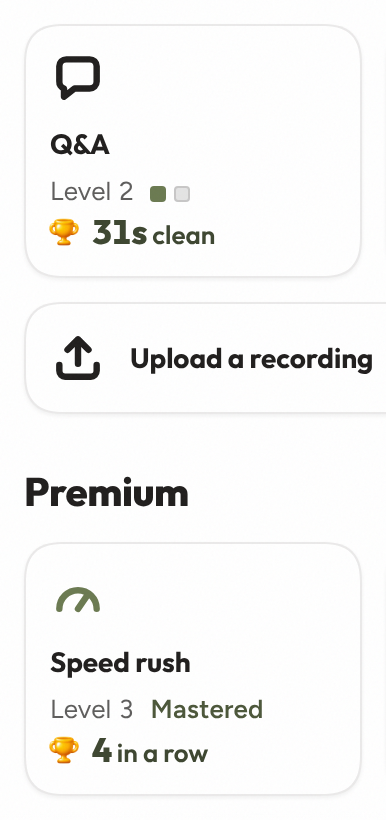 Q&A
Level 2
31s clean
Upload a recording
Premium
Speed rush
Level 3 Mastered
4 in a row